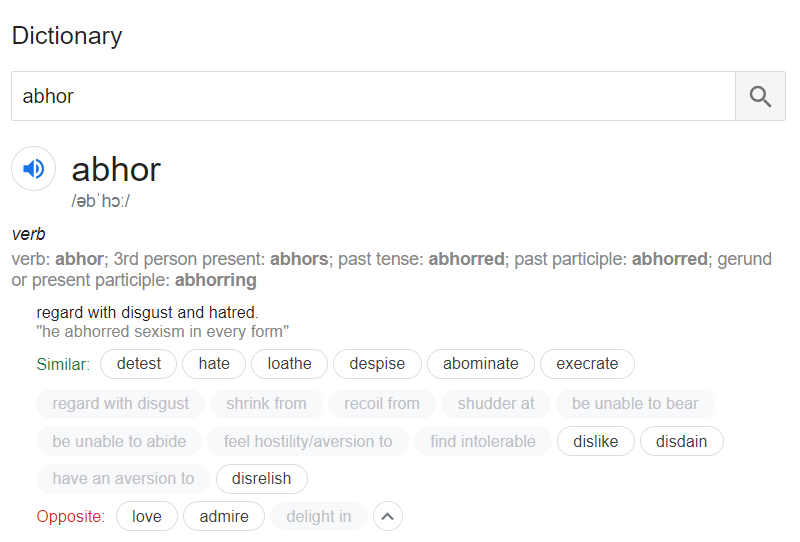 Dictionary
abhor
abhor
/əbˈhɔː/
verb
verb: abhor; 3rd person present: abhors; past tense: abhorred; past participle: abhorred; gerund
or present participle: abhorring
regard with disgust and hatred.
"he abhorred sexism in every form"
Similar: detest hate loathe despise abominate execrate
regard with disgust shrink from recoil from shudder at be unable to bear
be unable to abide feel hostility/aversion to find intolerable dislike disdain
have an aversion to disrelish
Opposite: love admire delight in